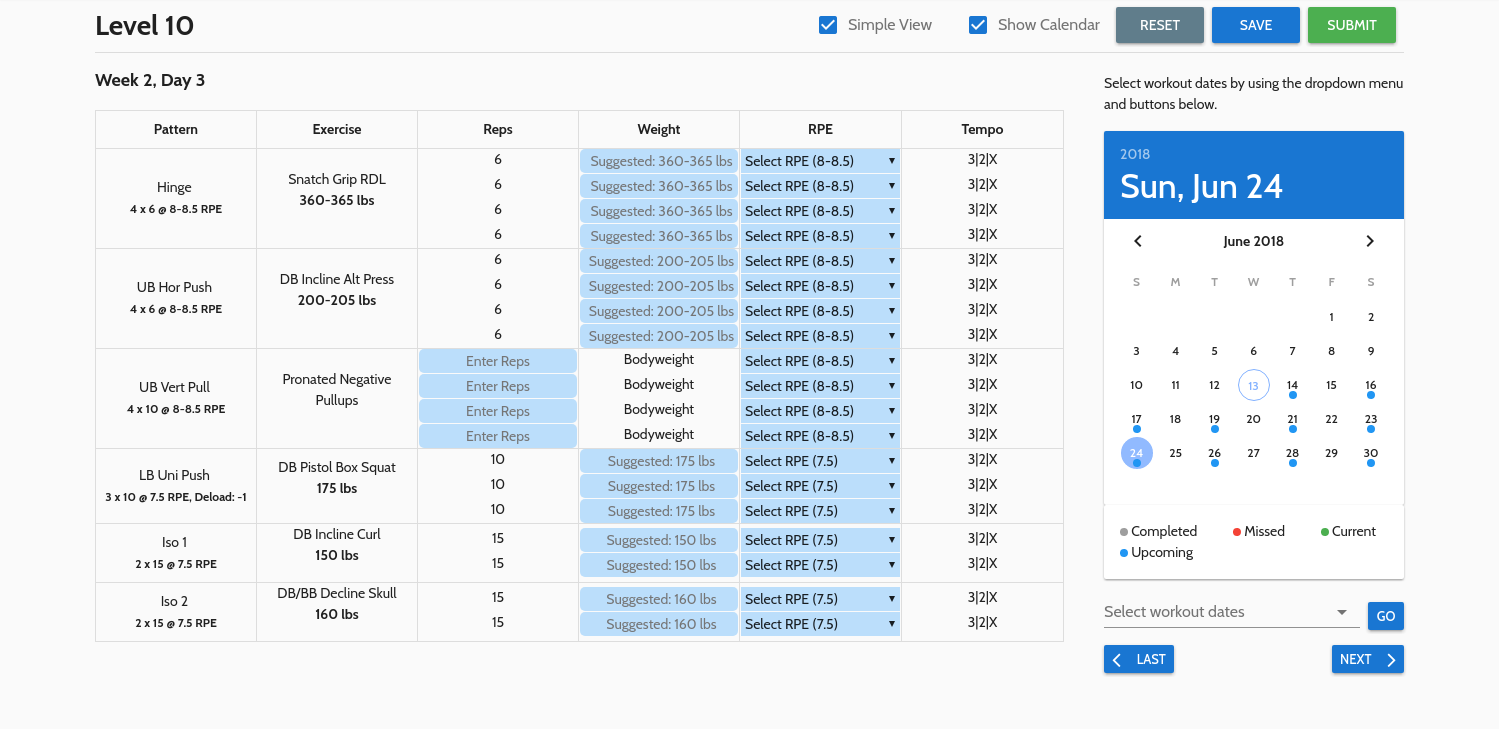 Level 10
Simple View
Show Calendar
RESET
SAVE
SUBMIT
Week 2, Day 3
Pattern Exercise Reps Weight RPE Tempo
Hinge
4 x 6 @ 8-8.5 RPE
Snatch Grip RDL
360-365 lbs
6 Suggested: 360-365 lbs Select RPE (8-8.5) 3|2|X
6 Suggested: 360-365 lbs Select RPE (8-8.5) 3|2|X
6 Suggested: 360-365 lbs Select RPE (8-8.5) 3|2|X
6 Suggested: 360-365 lbs Select RPE (8-8.5) 3|2|X
UB Hor Push
4 x 6 @ 8-8.5 RPE
DB Incline Alt Press
200-205 lbs
6 Suggested: 200-205 lbs Select RPE (8-8.5) 3|2|X
6 Suggested: 200-205 lbs Select RPE (8-8.5) 3|2|X
6 Suggested: 200-205 lbs Select RPE (8-8.5) 3|2|X
6 Suggested: 200-205 lbs Select RPE (8-8.5) 3|2|X
UB Vert Pull
4 x 10 @ 8-8.5 RPE
Pronated Negative
Pullups
Enter Reps Bodyweight Select RPE (8-8.5) 3|2|X
Enter Reps Bodyweight Select RPE (8-8.5) 3|2|X
Enter Reps Bodyweight Select RPE (8-8.5) 3|2|X
Enter Reps Bodyweight Select RPE (8-8.5) 3|2|X
LB Uni Push
3 x 10 @ 7.5 RPE, Deload: -1
DB Pistol Box Squat
175 lbs
10 Suggested: 175 lbs Select RPE (7.5) 3|2|X
10 Suggested: 175 lbs Select RPE (7.5) 3|2|X
10 Suggested: 175 lbs Select RPE (7.5) 3|2|X
Iso 1
2 x 15 @ 7.5 RPE
DB Incline Curl
150 lbs
15 Suggested: 150 lbs Select RPE (7.5) 3|2|X
15 Suggested: 150 lbs Select RPE (7.5) 3|2|X
Iso 2
2 x 15 @ 7.5 RPE
DB/BB Decline Skull
160 lbs
15 Suggested: 160 lbs Select RPE (7.5) 3|2|X
15 Suggested: 160 lbs Select RPE (7.5) 3|2|X
Select workout dates by using the dropdown menu
and buttons below.
2018
Sun, Jun 24
June 2018
S M T W T F S
1 2
3 4 5 6 7 8 9
10 11 12 13 14 15 16
17 18 19 20 21 22 23
24 25 26 27 28 29 30
Completed Missed Current
Upcoming
Select workout dates
GO
LAST
NEXT